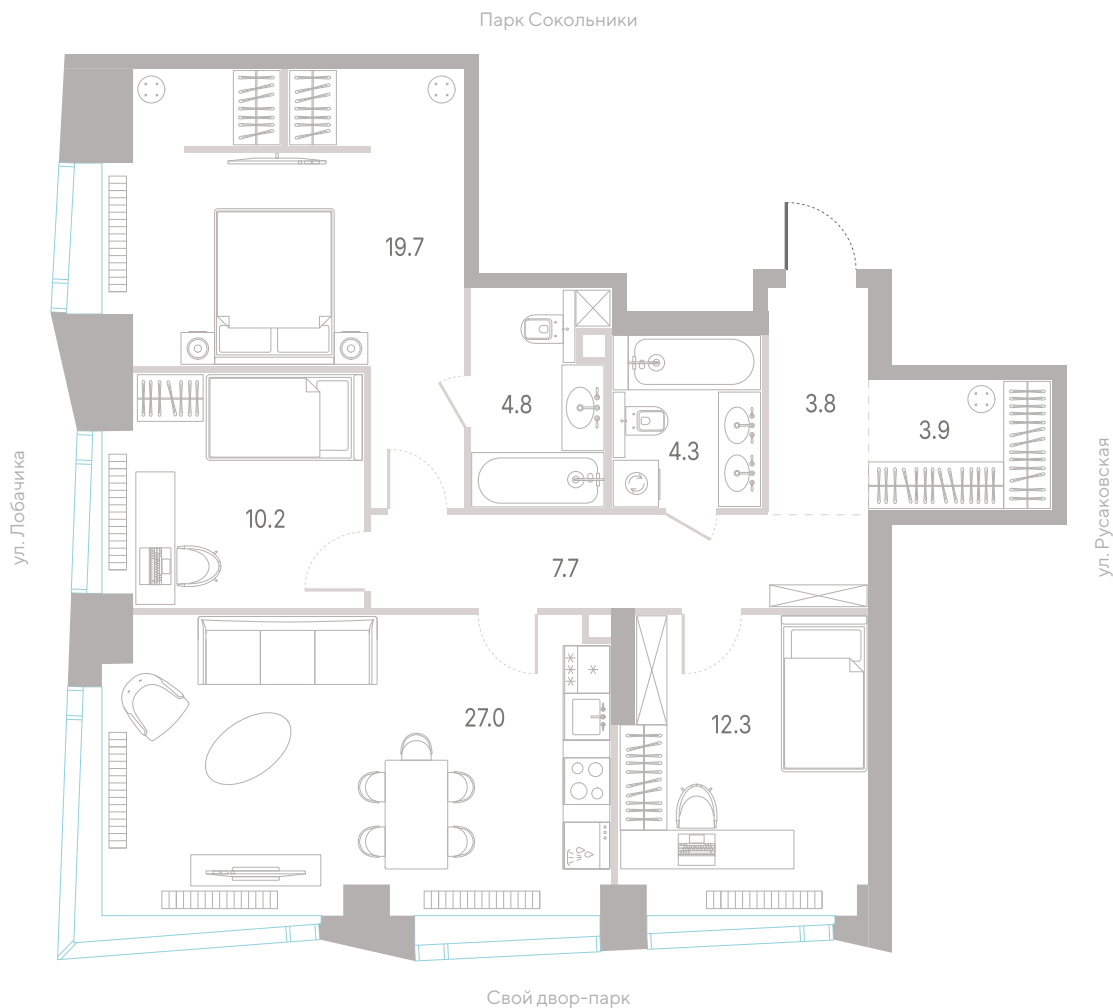 Парк Сокольники
19.7
4.8
4.3
3.8
3.9
ул. Лобачика
ул. Русаковская
10.2
7.7
27.0
12.3
Свой двор-парк